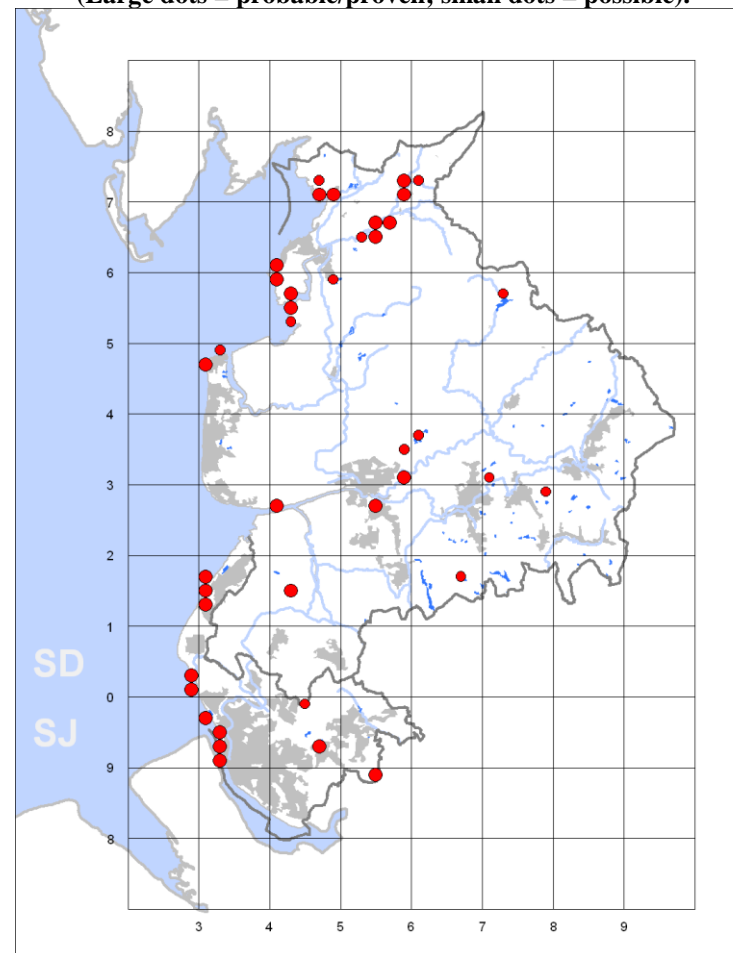 (Large dots = probable/proven; small dots = possible).
8
7
6
5
4
3
2
1
SD
0
SJ
9
8
3 4 5 6 7 8 9